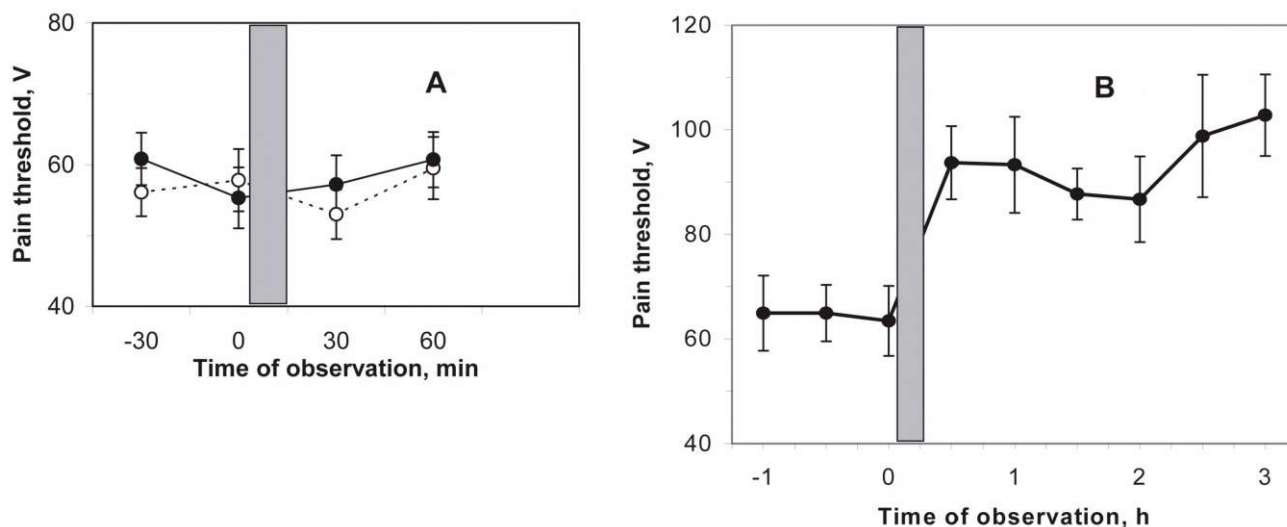 80
60
40
Pain threshold, V
A
-30 0 30 60
Time of observation, min
120
100
80
60
40
Pain threshold, V
B
-1 0 1 2 3
Time of observation, h